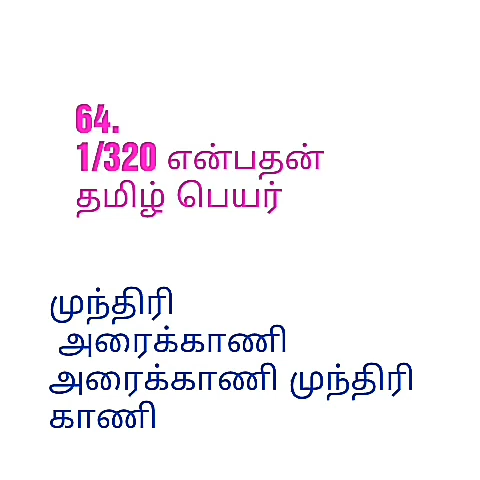 64.
1/320 என்பதன்
தமிழ் பெயர்
முந்திரி
அரைக்காணி
அரைக்காணி முந்திரி
காணி